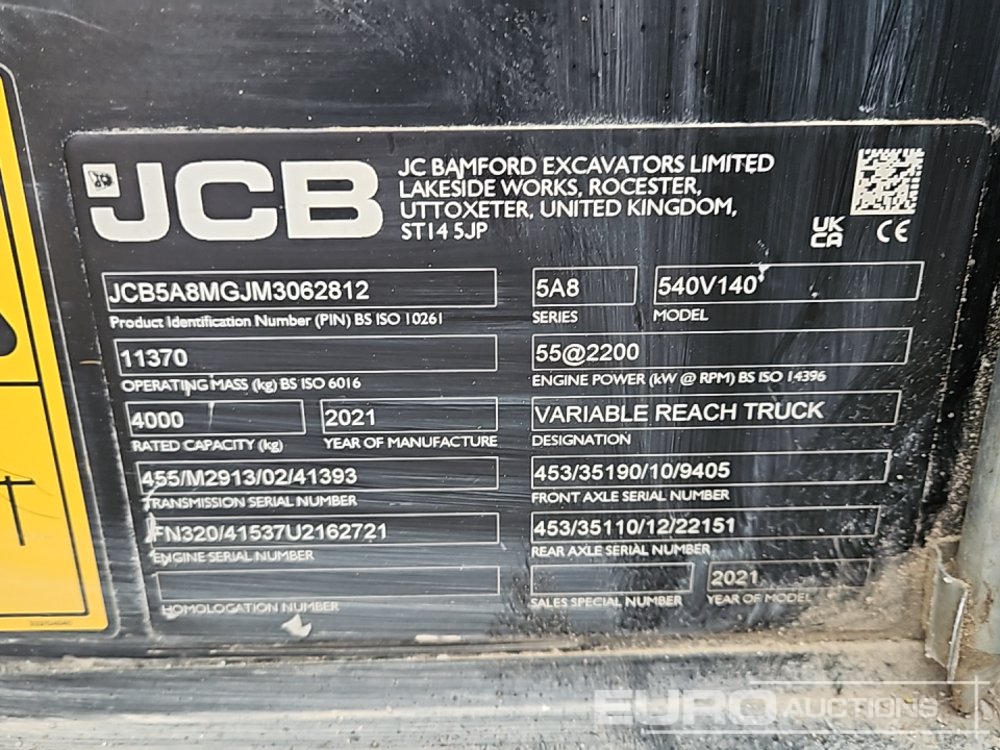 JCB
JC BAMFORD EXCAVATORS LIMITED
LAKESIDE WORKS, ROCESTER,
UTTOXETER, UNITED KINGDOM,
ST14 5JP
UK
CA
CE
JCB5A8MGJM3062812
Product Identification Number (PIN) BS ISO 10261
5A8
SERIES
540V140
MODEL
11370
OPERATING MASS (kg) BS ISO 6016
55@2200
ENGINE POWER (kW @ RPM) BS ISO 14396
4000
RATED CAPACITY (kg)
2021
YEAR OF MANUFACTURE
VARIABLE REACH TRUCK
DESIGNATION
455/M2913/02/41393
TRANSMISSION SERIAL NUMBER
453/35190/10/9405
FRONT AXLE SERIAL NUMBER
FN320/41537U2162721
ENGINE SERIAL NUMBER
453/35110/12/22151
REAR AXLE SERIAL NUMBER
HOMOLOGATION NUMBER
SALES SPECIAL NUMBER
2021
YEAR OF MODEL
EURO AUCTIONS